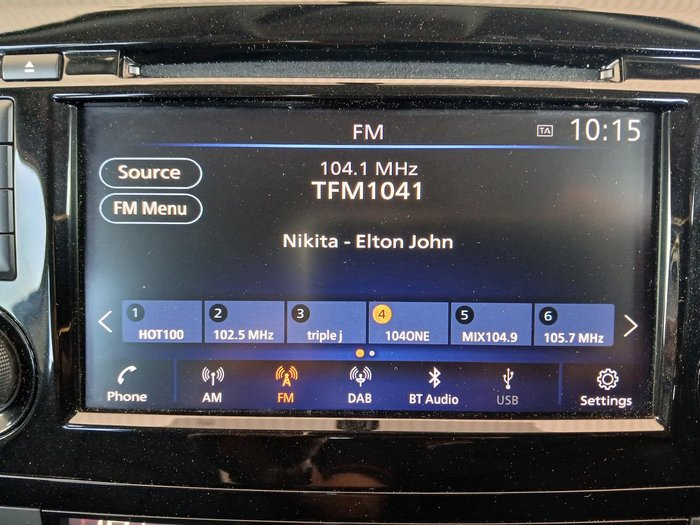 FM
TA
10:15
Source
FM Menu
104.1 MHz
TFM1041
Nikita - Elton John
1 HOT100
2 102.5 MHz
3 triple j
4 104ONE
5 MIX104.9
6 105.7 MHz
Phone
AM
FM
DAB
BT Audio
USB
Settings